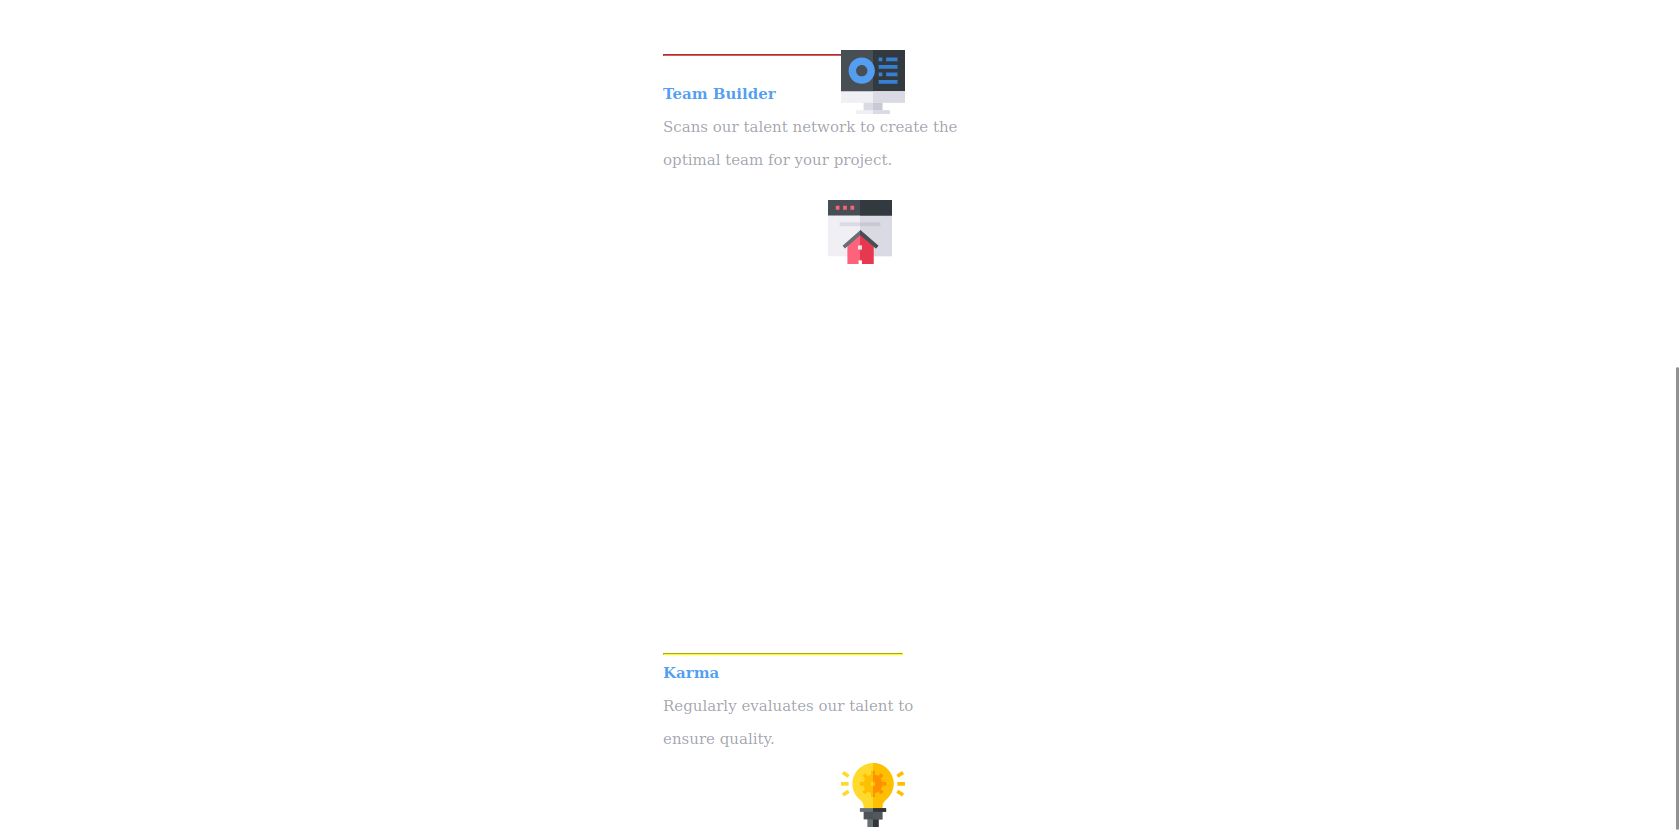 Team Builder
Scans our talent network to create the
optimal team for your project.
Karma
Regularly evaluates our talent to
ensure quality.